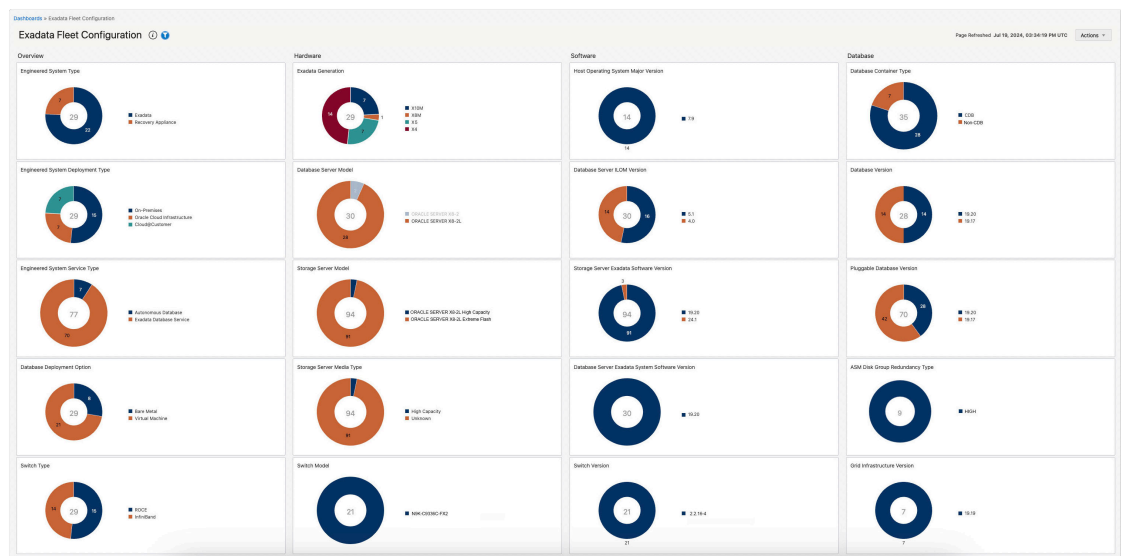 Dashboards » Exadata Fleet Configuration
Exadata Fleet Configuration
Page Refreshed Jul 19, 2024, 03:34:19 PM UTC
Actions
Overview
Hardware
Software
Database
Engineered System Type
7
29
22
Exadata
Recovery Appliance
Exadata Generation
14
29
7
1
7
X10M
X9M
X5
X4
Host Operating System Major Version
14
14
7.9
Database Container Type
7
35
28
CDB
Non-CDB
Engineered System Deployment Type
7
29
15
7
On-Premises
Oracle Cloud Infrastructure
Cloud@Customer
Database Server Model
30
28
ORACLE SERVER X8-2L
Database Server ILOM Version
14
30
16
5.1
4.0
Database Version
14
28
14
19.20
19.17
Engineered System Service Type
7
77
70
Autonomous Database
Exadata Database Service
Storage Server Model
94
91
ORACLE SERVER X8-2L High Capacity
ORACLE SERVER X8-2L Extreme Flash
Storage Server Exadata Software Version
3
94
91
19.20
24.1
Pluggable Database Version
28
70
42
19.20
19.17
Database Deployment Option
8
29
21
Bare Metal
Virtual Machine
Storage Server Media Type
94
91
High Capacity
Unknown
Database Server Exadata System Software Version
30
19.20
ASM Disk Group Redundancy Type
9
HIGH
Switch Type
14
29
15
ROCE
InfiniBand
Switch Model
21
N9K-C9336C-FX2
Switch Version
21
21
2.2.16-4
Grid Infrastructure Version
7
7
19.19